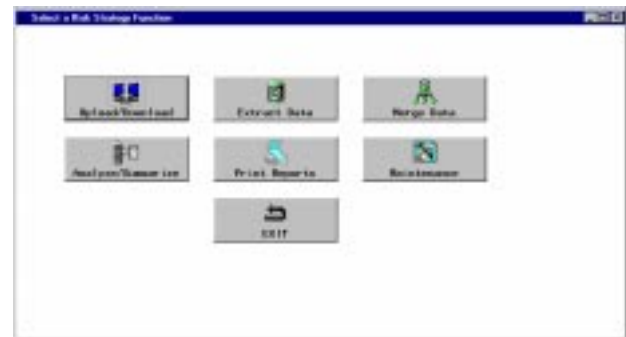 Select a Risk Strategy Function
Upload/Download
Extract Data
Merge Data
Analyze/Summarize
Print Reports
Maintenance
EXIT